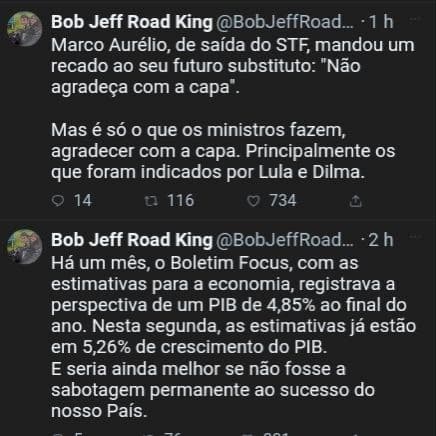 Bob Jeff Road King @BobJeffRoad... · 1 h
Marco Aurélio, de saída do STF, mandou um
recado ao seu futuro substituto: "Não
agradeça com a capa".
Mas é só o que os ministros fazem,
agradecer com a capa. Principalmente os
que foram indicados por Lula e Dilma.
14 116 734
Bob Jeff Road King @BobJeffRoad... · 2 h
Há um mês, o Boletim Focus, com as
estimativas para a economia, registrava a
perspectiva de um PIB de 4,85% ao final do
ano. Nesta segunda, as estimativas já estão
em 5,26% de crescimento do PIB.
E seria ainda melhor se não fosse a
sabotagem permanente ao sucesso do
nosso País.